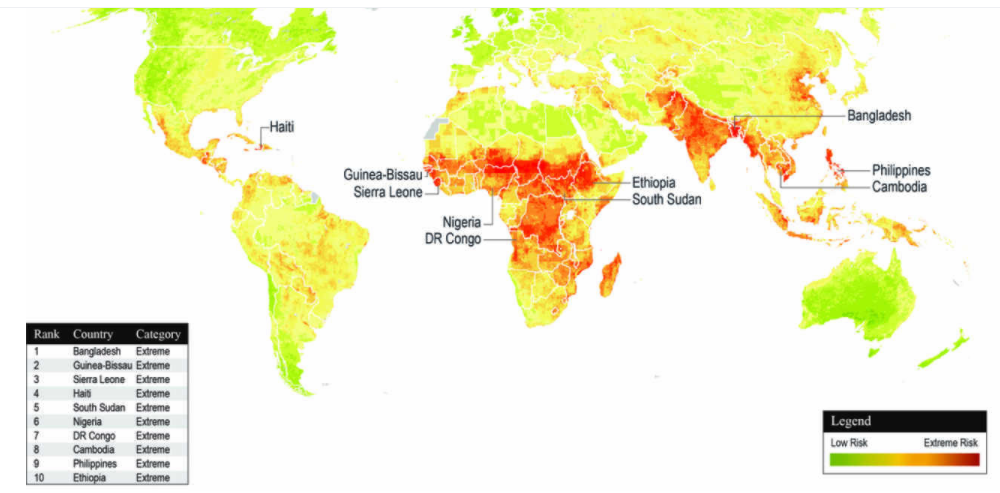 Haiti
Bangladesh
Guinea-Bissau
Sierra Leone
Philippines
Cambodia
Ethiopia
South Sudan
Nigeria
DR Congo
Rank Country Category
1 Bangladesh Extreme
2 Guinea-Bissau Extreme
3 Sierra Leone Extreme
4 Haiti Extreme
5 South Sudan Extreme
6 Nigeria Extreme
7 DR Congo Extreme
8 Cambodia Extreme
9 Philippines Extreme
10 Ethiopia Extreme
Legend
Low Risk Extreme Risk